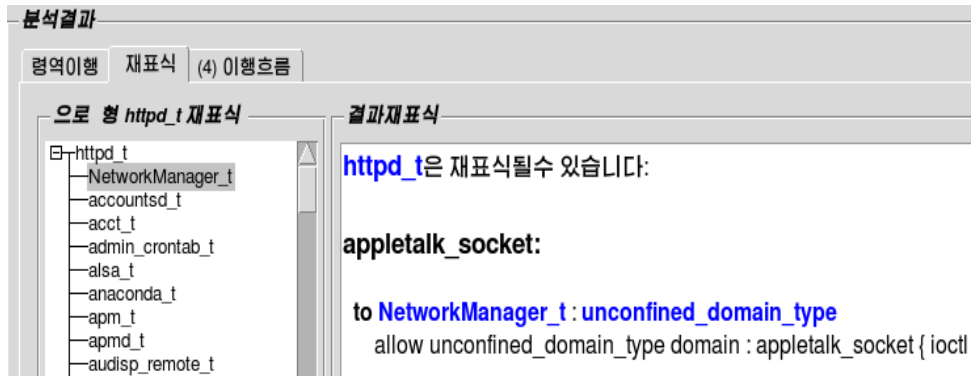 분석결과
령역이행 재표식 (4) 이행흐름
으로 형 httpd_t 재표식
httpd_t
NetworkManager_t
accountsd_t
acct_t
admin_crontab_t
alsa_t
anaconda_t
apm_t
apmd_t
audisp_remote_t
결과재표식
httpd_t은 재표식될수 있습니다:
appletalk_socket:
to NetworkManager_t : unconfined_domain_type
allow unconfined_domain_type domain : appletalk_socket { ioctl